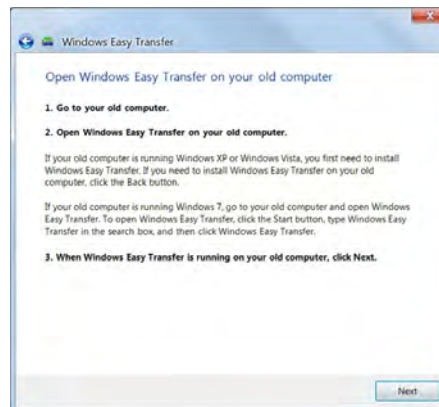 Windows Easy Transfer
Open Windows Easy Transfer on your old computer
1. Go to your old computer.
2. Open Windows Easy Transfer on your old computer.
If your old computer is running Windows XP or Windows Vista, you first need to install
Windows Easy Transfer. If you need to install Windows Easy Transfer on your old
computer, click the Back button.
If your old computer is running Windows 7, go to your old computer and open Windows
Easy Transfer. To open Windows Easy Transfer, click the Start button, type Windows Easy
Transfer in the search box, and then click Windows Easy Transfer.
3. When Windows Easy Transfer is running on your old computer, click Next.
Next